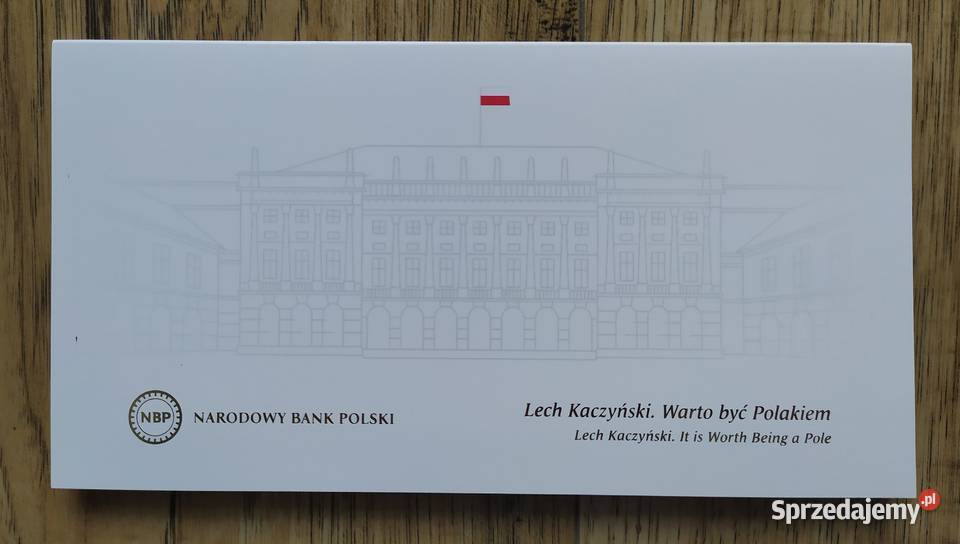 NBP
NARODOWY BANK POLSKI
Lech Kaczyński. Warto być Polakiem
Lech Kaczyński. It is Worth Being a Pole
Sprzedajemy.pl